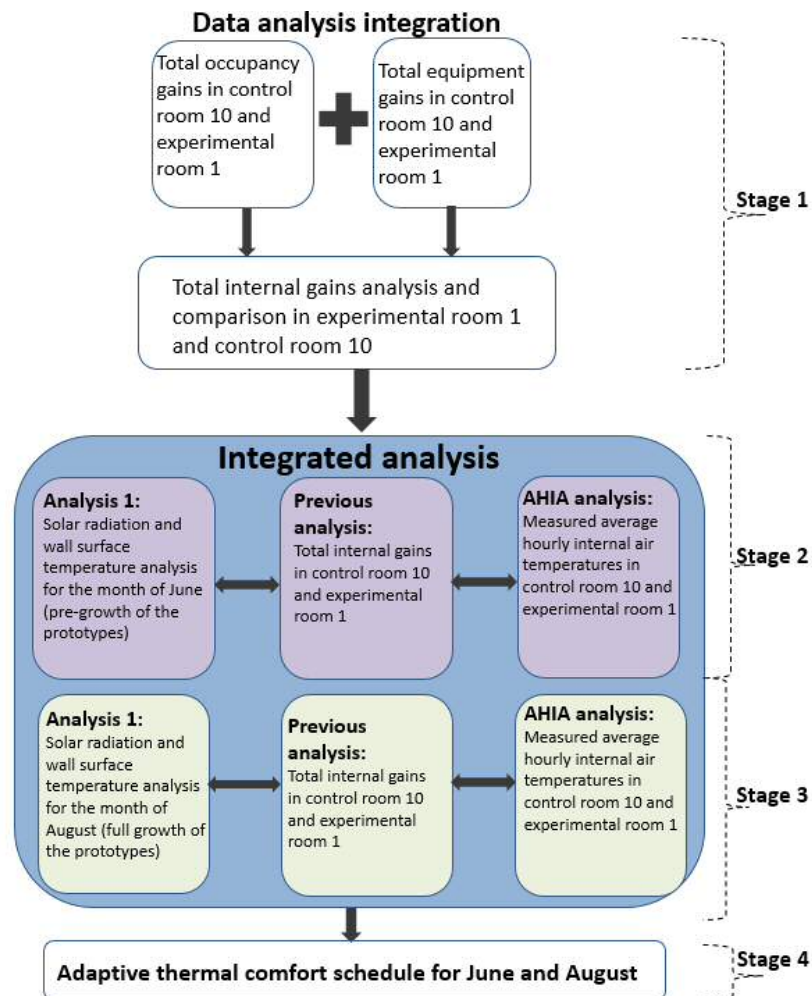 Data analysis integration
Total occupancy
gains in control
room 10 and
experimental
room 1
Total equipment
gains in control
room 10 and
experimental
room 1
Stage 1
Total internal gains analysis and
comparison in experimental room 1
and control room 10
Integrated analysis
Analysis 1:
Solar radiation and
wall surface
temperature analysis
for the month of June
(pre-growth of the
prototypes)
Previous
analysis:
Total internal gains
in control room 10
and experimental
room 1
AHIA analysis:
Measured average
hourly internal air
temperatures in
control room 10 and
experimental room 1
Stage 2
Analysis 1:
Solar radiation and
wall surface
temperature analysis
for the month of
August (full growth of
the prototypes)
Previous
analysis:
Total internal gains
in control room 10
and experimental
room 1
AHIA analysis:
Measured average
hourly internal air
temperatures in
control room 10 and
experimental room 1
Stage 3
Adaptive thermal comfort schedule for June and August
Stage 4